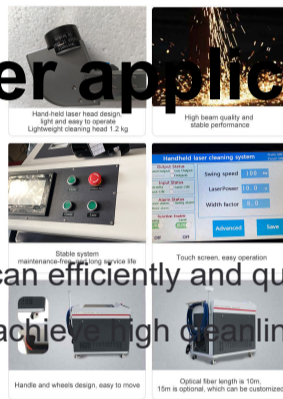 er applic
Hand-held laser head design,
light and easy to operate
Lightweight cleaning head 1.2 kg
High beam quality and
stable performance
Handheld laser cleaning system
Swing speed
LaserPower
Width factor
Advanced
Save
Stable system
maintenance-free, and long service life
Touch screen, easy operation
can efficiently and qu
achieve high cleanlin
Handle and wheels design, easy to move
Optical fiber length is 10m,
15m is optional, which can be customized